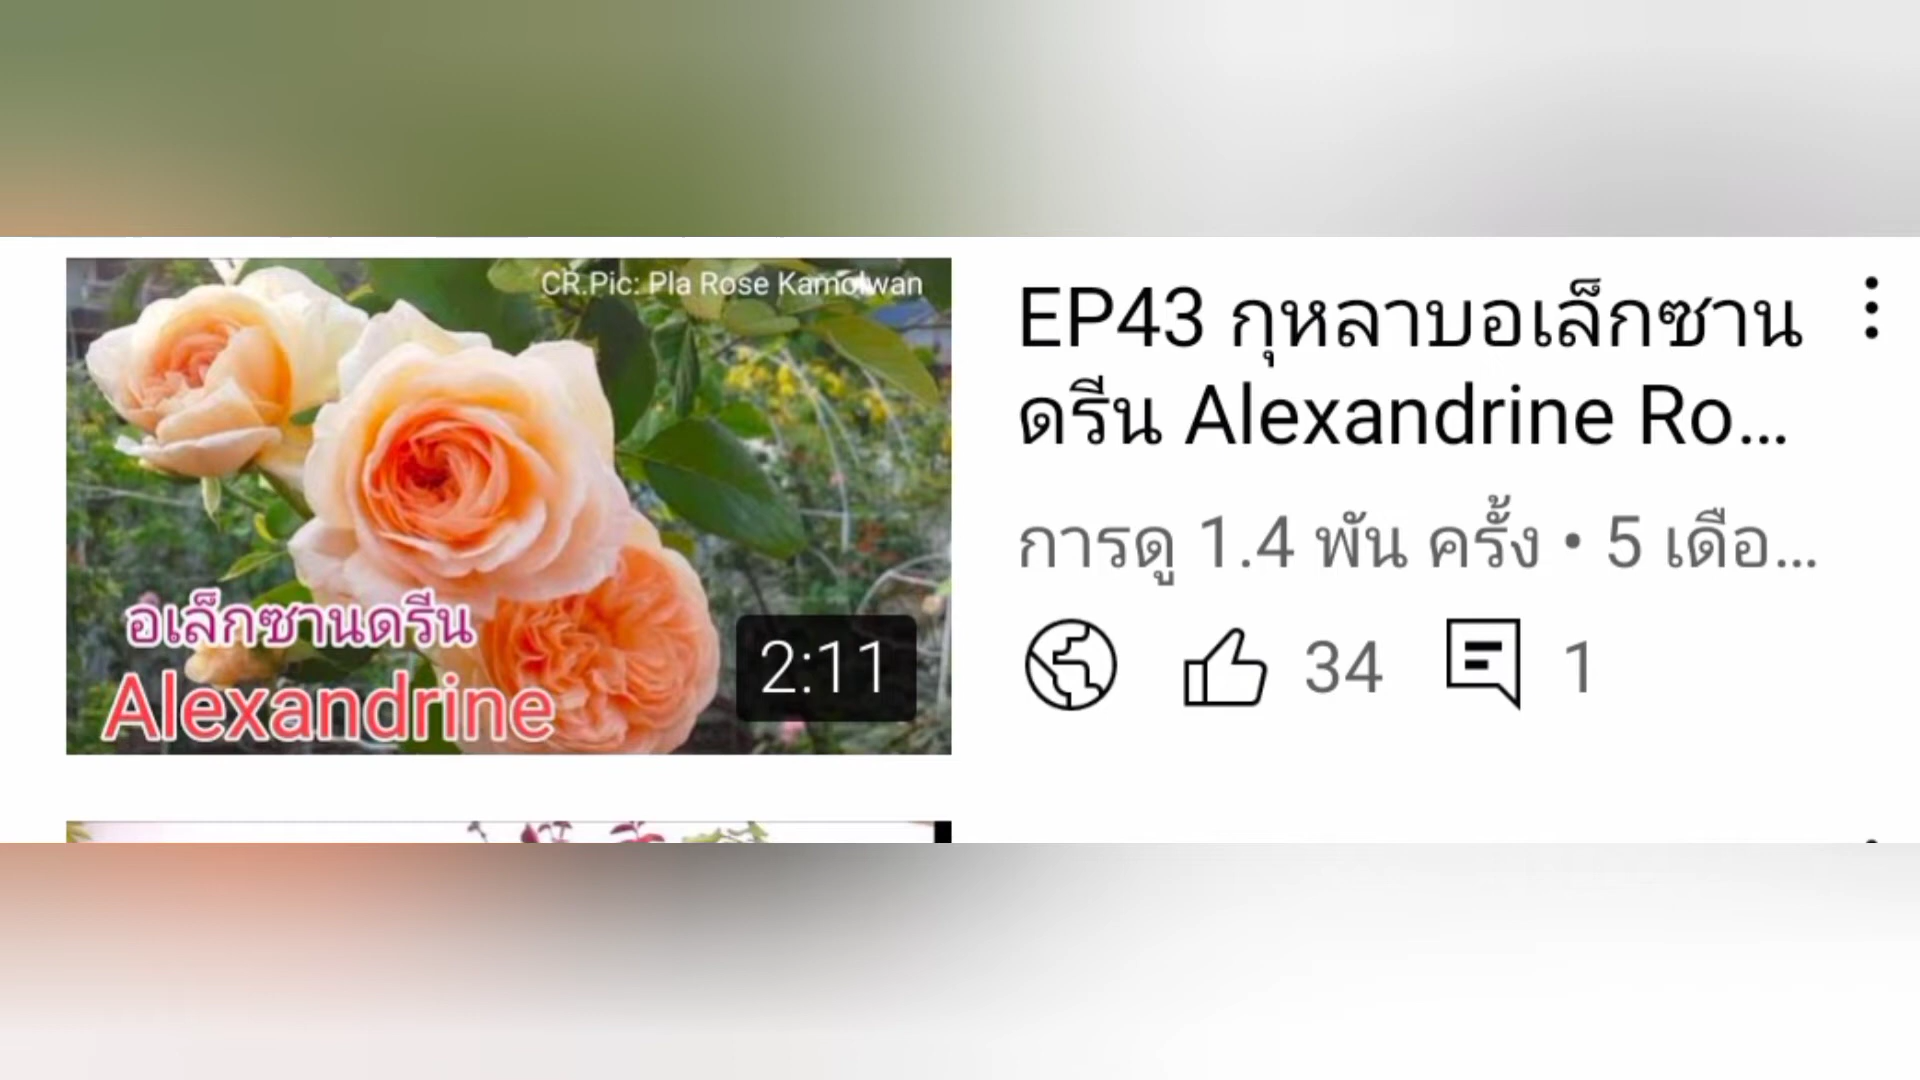 CR.Pic: Pla Rose Kamolwan
อเล็กซานดรีน
Alexandrine
2:11
EP43 กุหลาบอเล็กซาน
ดรีน Alexandrine Ro...
การดู 1.4 พัน ครั้ง • 5 เดือ...
34
1